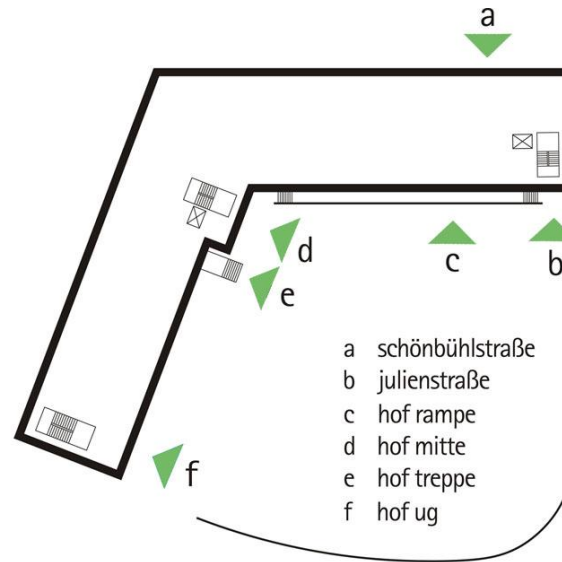 a
d
c
b
e
a schönbühlstraße
b julienstraße
c hof rampe
d hof mitte
e hof treppe
f hof ug
f